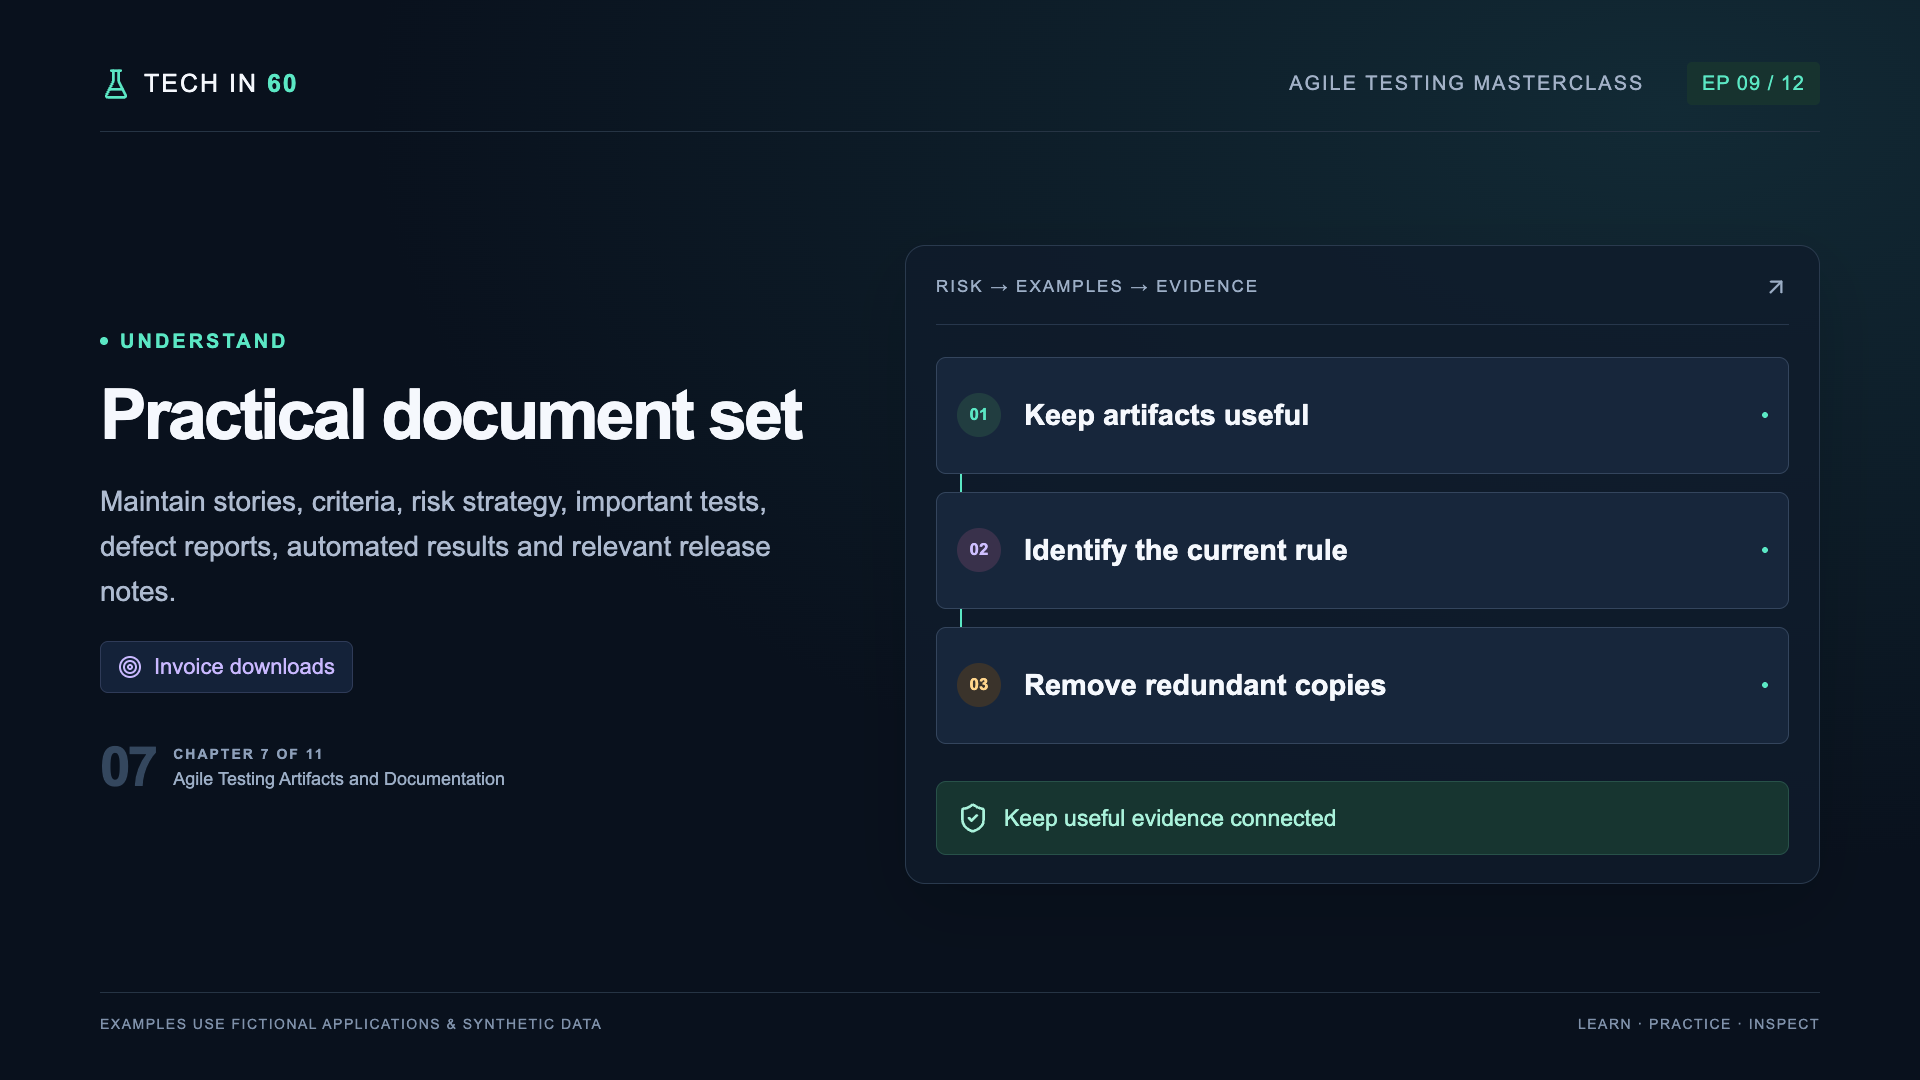 TECH IN 60
AGILE TESTING MASTERCLASS
EP 09 / 12
• UNDERSTAND
Practical document set
Maintain stories, criteria, risk strategy, important tests,
defect reports, automated results and relevant release
notes.
Invoice downloads
07
CHAPTER 7 OF 11
Agile Testing Artifacts and Documentation
RISK → EXAMPLES → EVIDENCE
01 Keep artifacts useful
02 Identify the current rule
03 Remove redundant copies
Keep useful evidence connected
EXAMPLES USE FICTIONAL APPLICATIONS & SYNTHETIC DATA
LEARN · PRACTICE · INSPECT